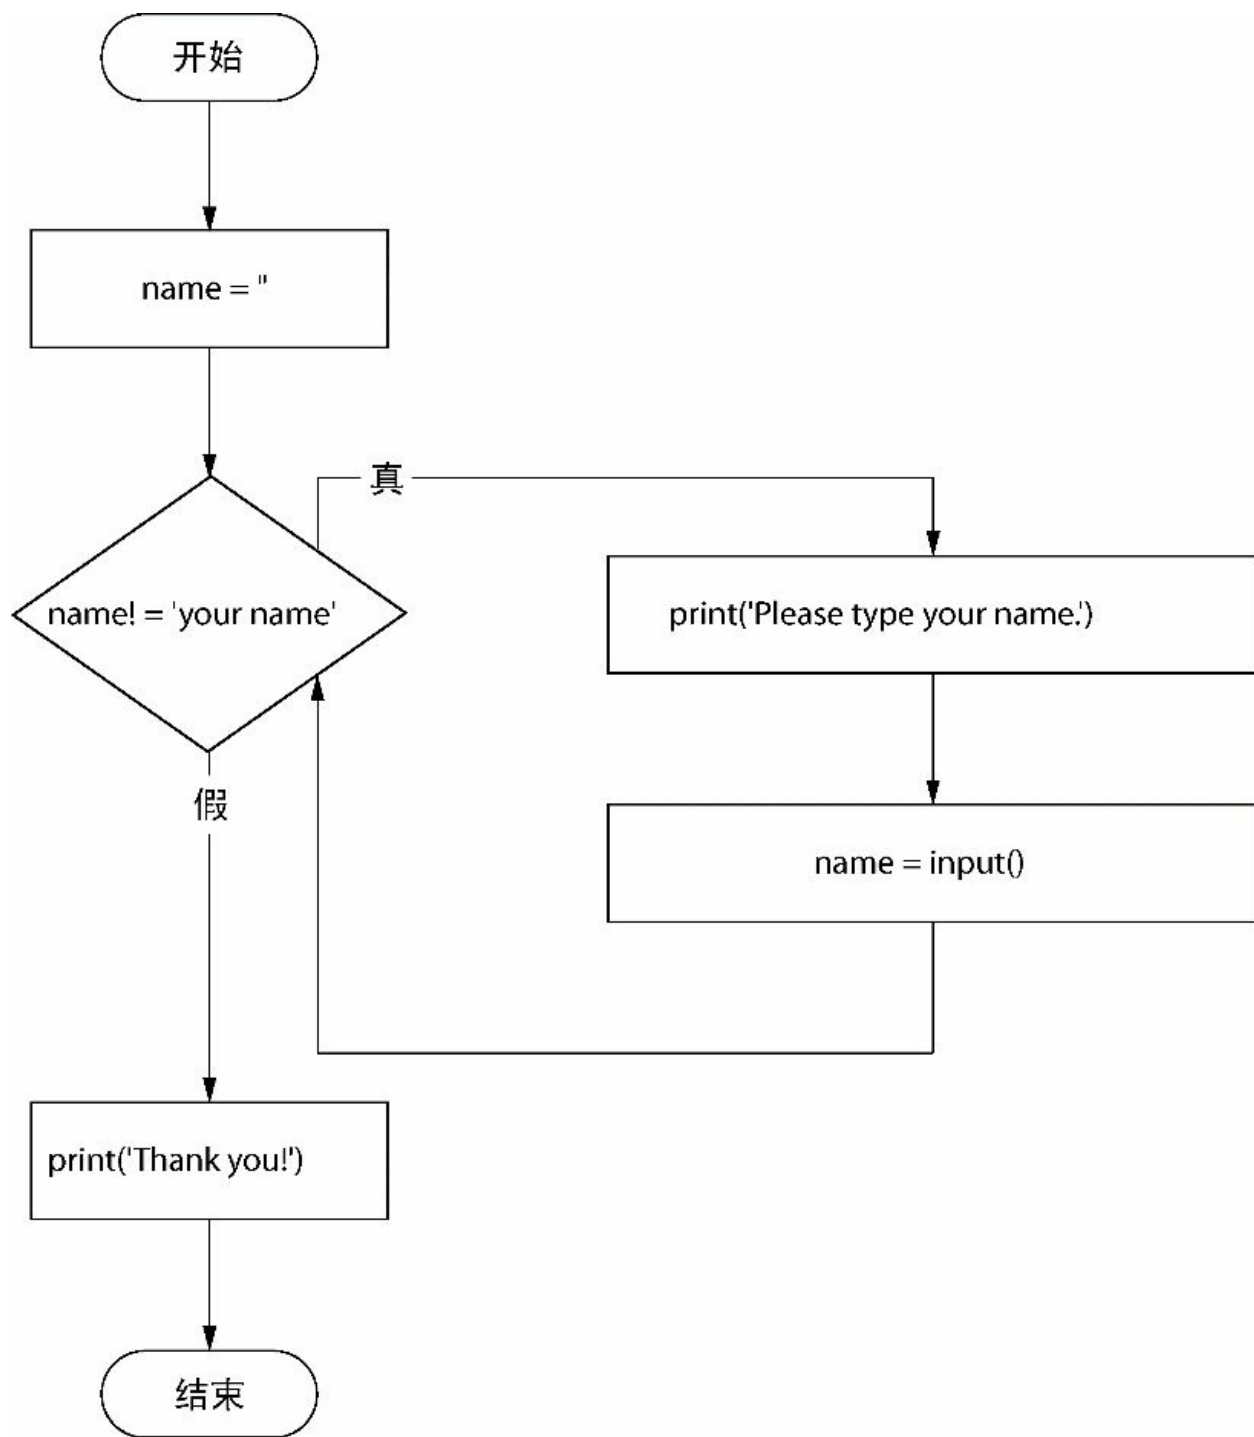 开始
name = ''
真
name! = 'your name'
print('Please type your name.')
假
name = input()
print('Thank you!')
结束